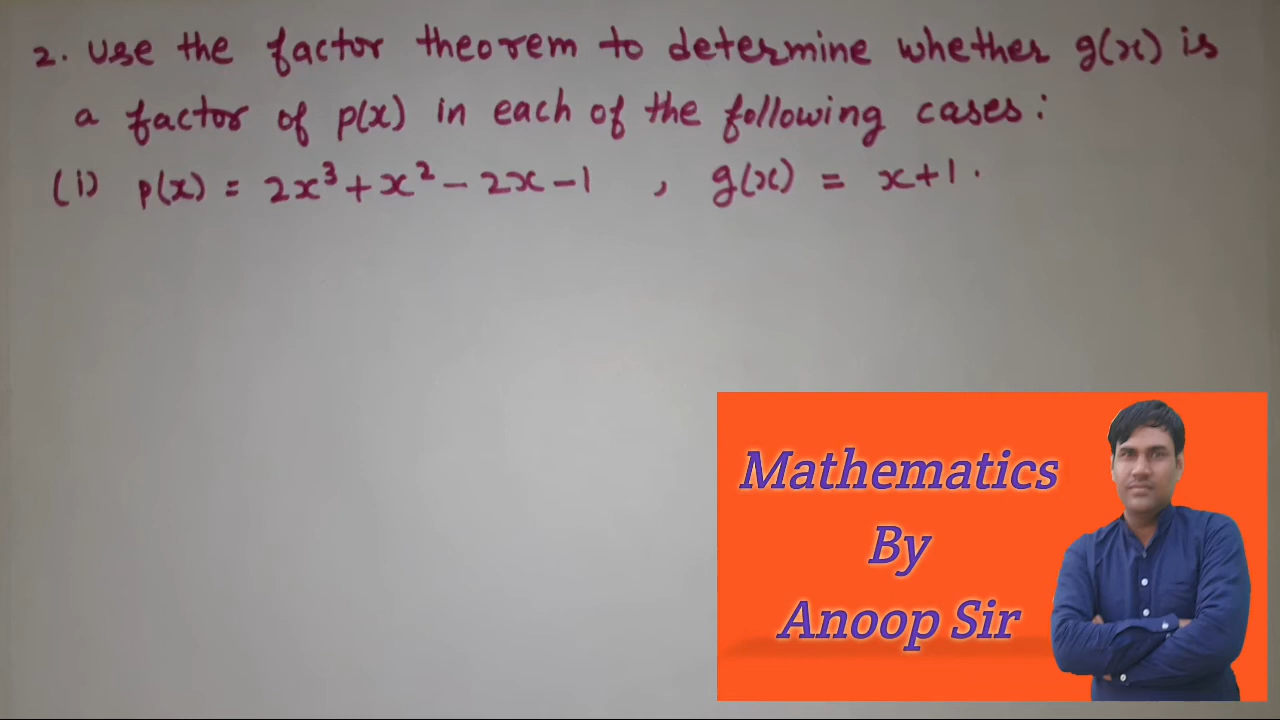 2. Use the factor theorem to determine whether g(x) is
a factor of p(x) in each of the following cases:
(i) p(x) = 2x³+x²-2x-1 , g(x) = x+1.
Mathematics
By
Anoop Sir